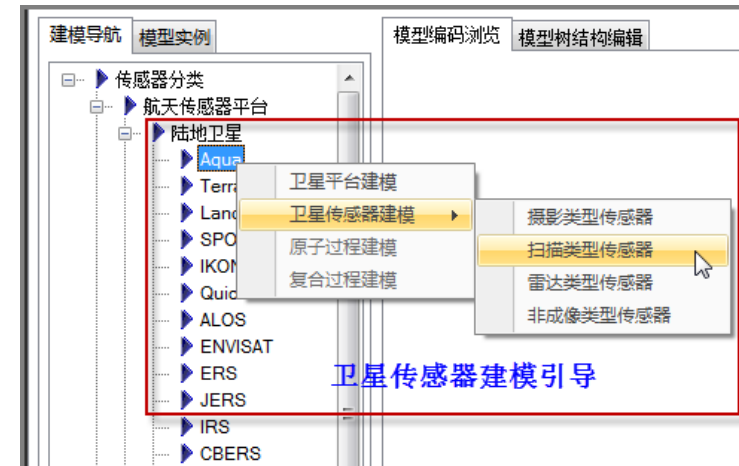 建模导航 模型实例 模型编码浏览 模型树结构编辑
传感器分类
航天传感器平台
陆地卫星
Aqua
卫星平台建模
Terra
卫星传感器建模
Land
摄影类型传感器
SPO
原子过程建模
扫描类型传感器
IKON
复合过程建模
雷达类型传感器
Quic
非成像类型传感器
ALOS
ENVISAT
ERS
卫星传感器建模引导
JERS
IRS
CBERS